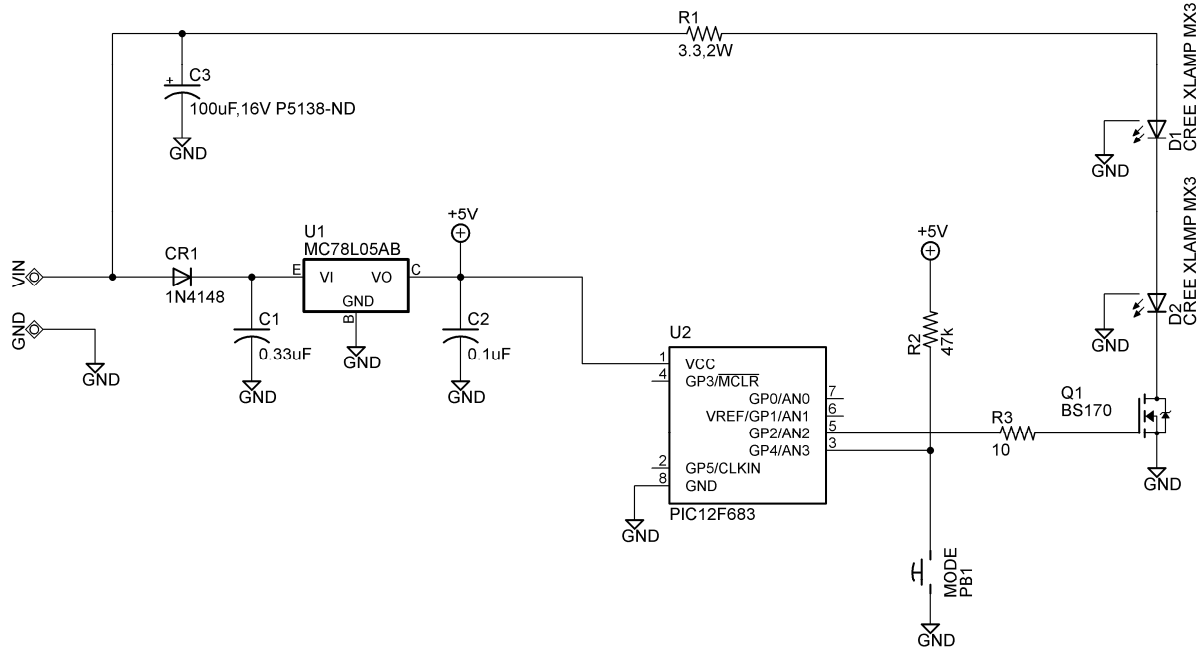 R1
3.3,2W
+
C3
100uF,16V P5138-ND
GND
D1
CREE XLAMP MX3
GND
D2
CREE XLAMP MX3
GND
VIN
GND
GND
CR1
1N4148
U1
MC78L05AB
E VI VO C
GND
B
GND
C1
0.33uF
GND
+5V
C2
0.1uF
GND
U2
1 VCC
4 GP3/MCLR
GP0/AN0 7
VREF/GP1/AN1 6
GP2/AN2 5
GP4/AN3 3
2 GP5/CLKIN
8 GND
PIC12F683
GND
+5V
R2
47k
R3
10
Q1
BS170
GND
MODE
PB1
GND